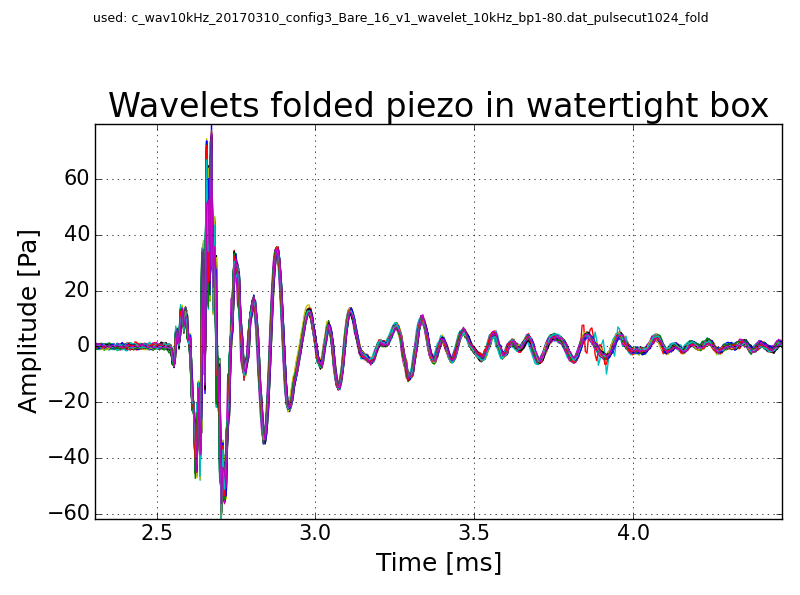 used: c_wav10kHz_20170310_config3_Bare_16_v1_wavelet_10kHz_bp1-80.dat_pulsecut1024_fold
Wavelets folded piezo in watertight box
60
40
20
0
−20
−40
−60
Amplitude [Pa]
2.5 3.0 3.5 4.0
Time [ms]